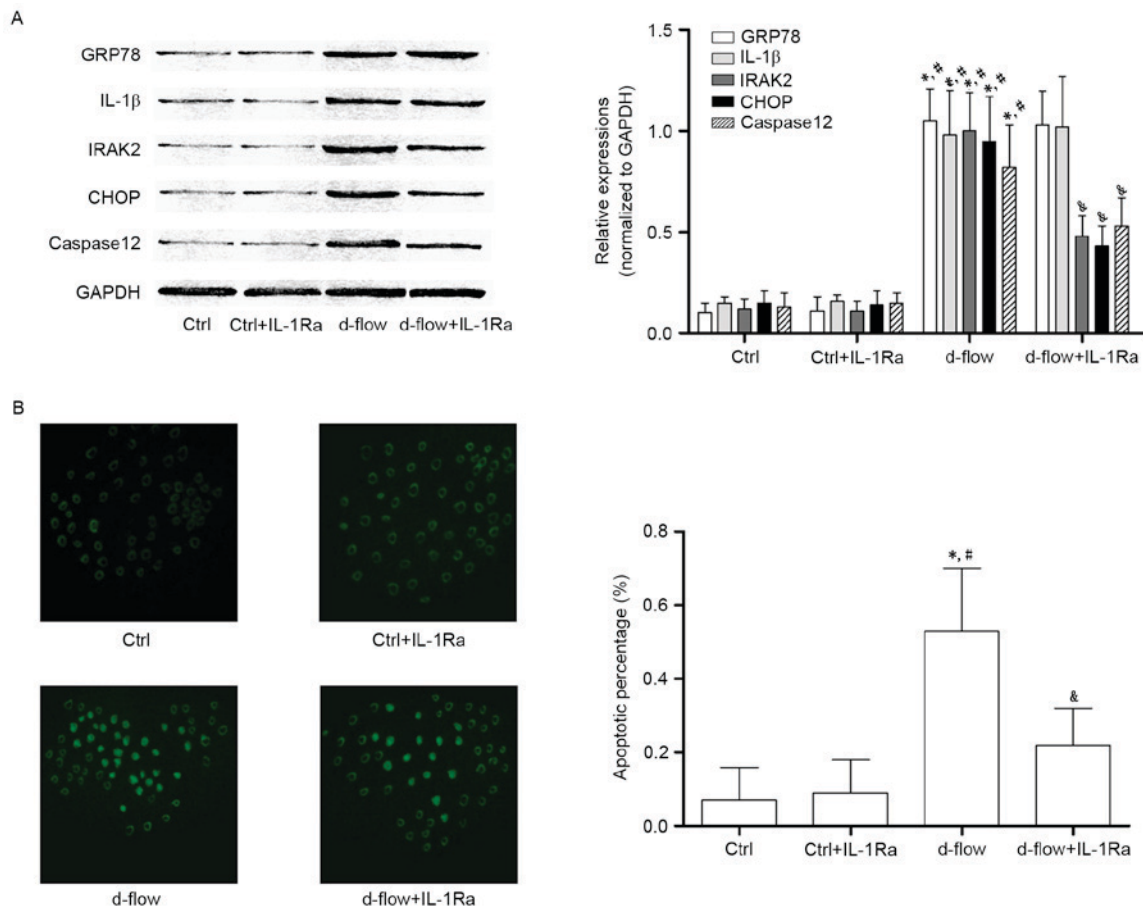 A
GRP78
IL-1β
IRAK2
CHOP
Caspase12
GAPDH
Ctrl
Ctrl+IL-1Ra
d-flow
d-flow+IL-1Ra
Relative expressions
(normalized to GAPDH)
1.5
1.0
0.5
0.0
GRP78
IL-1β
IRAK2
CHOP
Caspase12
*,#
*,#
*,#
*,#
*,#
&
&
&
Ctrl
Ctrl+IL-1Ra
d-flow
d-flow+IL-1Ra
B
Ctrl
Ctrl+IL-1Ra
d-flow
d-flow+IL-1Ra
Apoptotic percentage (%)
0.8
0.6
0.4
0.2
0.0
*, #
&
Ctrl
Ctrl+IL-1Ra
d-flow
d-flow+IL-1Ra